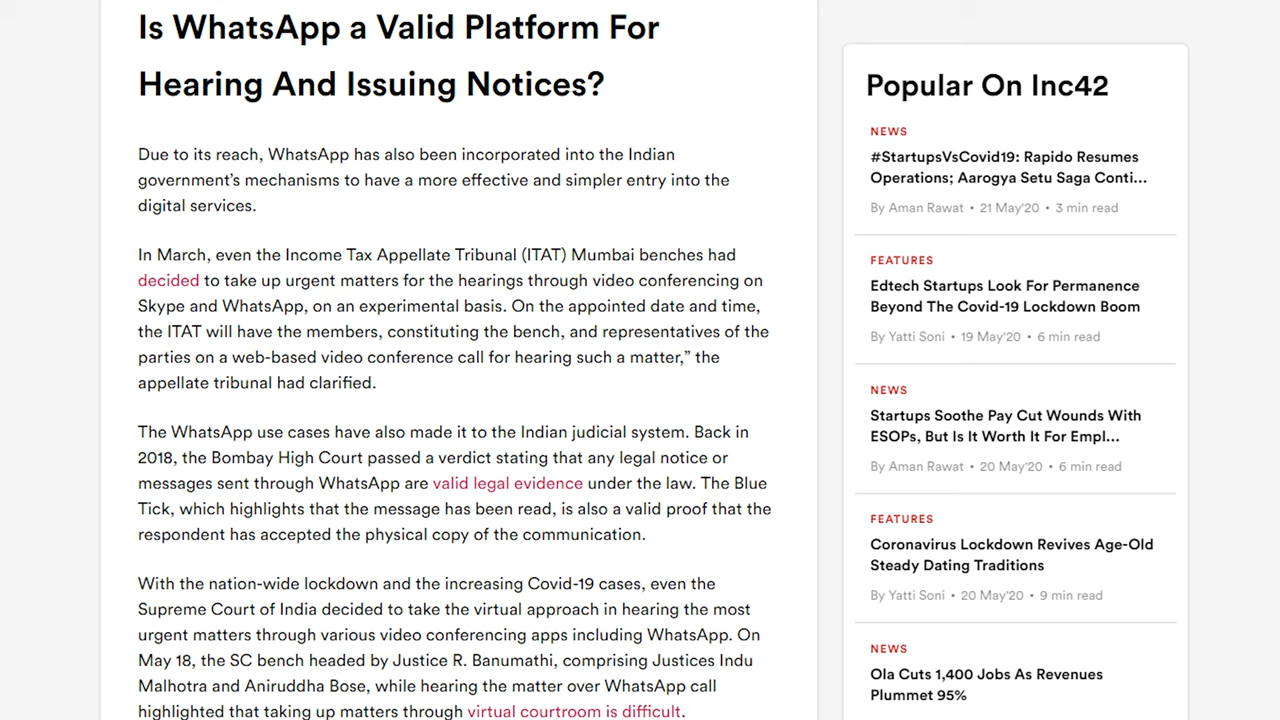 Is WhatsApp a Valid Platform For
Hearing And Issuing Notices?
Due to its reach, WhatsApp has also been incorporated into the Indian
government’s mechanisms to have a more effective and simpler entry into the
digital services.
In March, even the Income Tax Appellate Tribunal (ITAT) Mumbai benches had
decided to take up urgent matters for the hearings through video conferencing on
Skype and WhatsApp, on an experimental basis. On the appointed date and time,
the ITAT will have the members, constituting the bench, and representatives of the
parties on a web-based video conference call for hearing such a matter,” the
appellate tribunal had clarified.
The WhatsApp use cases have also made it to the Indian judicial system. Back in
2018, the Bombay High Court passed a verdict stating that any legal notice or
messages sent through WhatsApp are valid legal evidence under the law. The Blue
Tick, which highlights that the message has been read, is also a valid proof that the
respondent has accepted the physical copy of the communication.
With the nation-wide lockdown and the increasing Covid-19 cases, even the
Supreme Court of India decided to take the virtual approach in hearing the most
urgent matters through various video conferencing apps including WhatsApp. On
May 18, the SC bench headed by Justice R. Banumathi, comprising Justices Indu
Malhotra and Aniruddha Bose, while hearing the matter over WhatsApp call
highlighted that taking up matters through virtual courtroom is difficult.
Popular On Inc42
NEWS
#StartupsVsCovid19: Rapido Resumes
Operations; Aarogya Setu Saga Conti...
By Aman Rawat • 21 May'20 • 3 min read
FEATURES
Edtech Startups Look For Permanence
Beyond The Covid-19 Lockdown Boom
By Yatti Soni • 19 May'20 • 6 min read
NEWS
Startups Soothe Pay Cut Wounds With
ESOPs, But Is It Worth It For Empl...
By Aman Rawat • 20 May'20 • 6 min read
FEATURES
Coronavirus Lockdown Revives Age-Old
Steady Dating Traditions
By Yatti Soni • 20 May'20 • 9 min read
NEWS
Ola Cuts 1,400 Jobs As Revenues
Plummet 95%